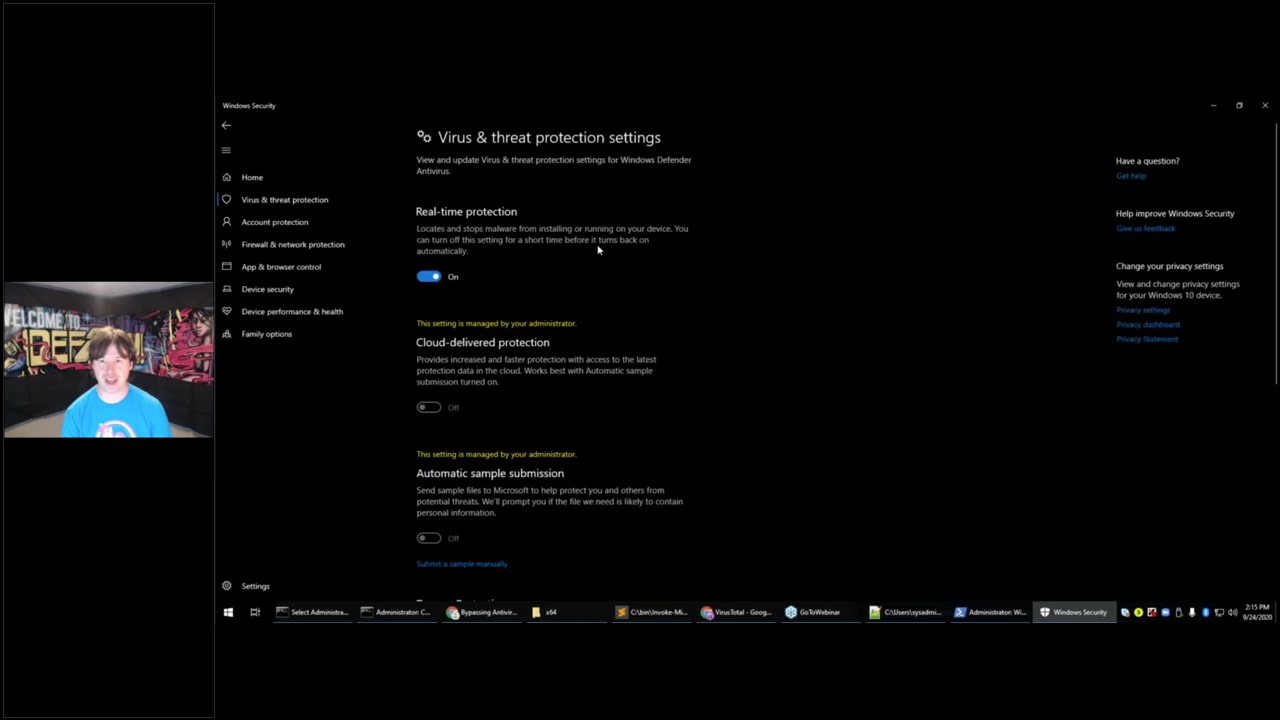 WELCOME TO...
DEFCON
Windows Security
Home
Virus & threat protection
Account protection
Firewall & network protection
App & browser control
Device security
Device performance & health
Family options
Settings
Virus & threat protection settings
View and update Virus & threat protection settings for Windows Defender
Antivirus.
Real-time protection
Locates and stops malware from installing or running on your device. You
can turn off this setting for a short time before it turns back on
automatically.
On
This setting is managed by your administrator.
Cloud-delivered protection
Provides increased and faster protection with access to the latest
protection data in the cloud. Works best with Automatic sample
submission turned on.
Off
This setting is managed by your administrator.
Automatic sample submission
Send sample files to Microsoft to help protect you and others from
potential threats. We'll prompt you if the file we need is likely to contain
personal information.
Off
Submit a sample manually
Have a question?
Get help
Help improve Windows Security
Give us feedback
Change your privacy settings
View and change privacy settings
for your Windows 10 device.
Privacy settings
Privacy dashboard
Privacy Statement
Select Administra...
Administrator: C...
Bypassing Antivir...
x64
C:\bin\Invoke-Mi...
VirusTotal - Goog...
GoToWebinar
C:\Users\sysadmi...
Administrator: Wi...
Windows Security
2:15 PM
9/24/2020